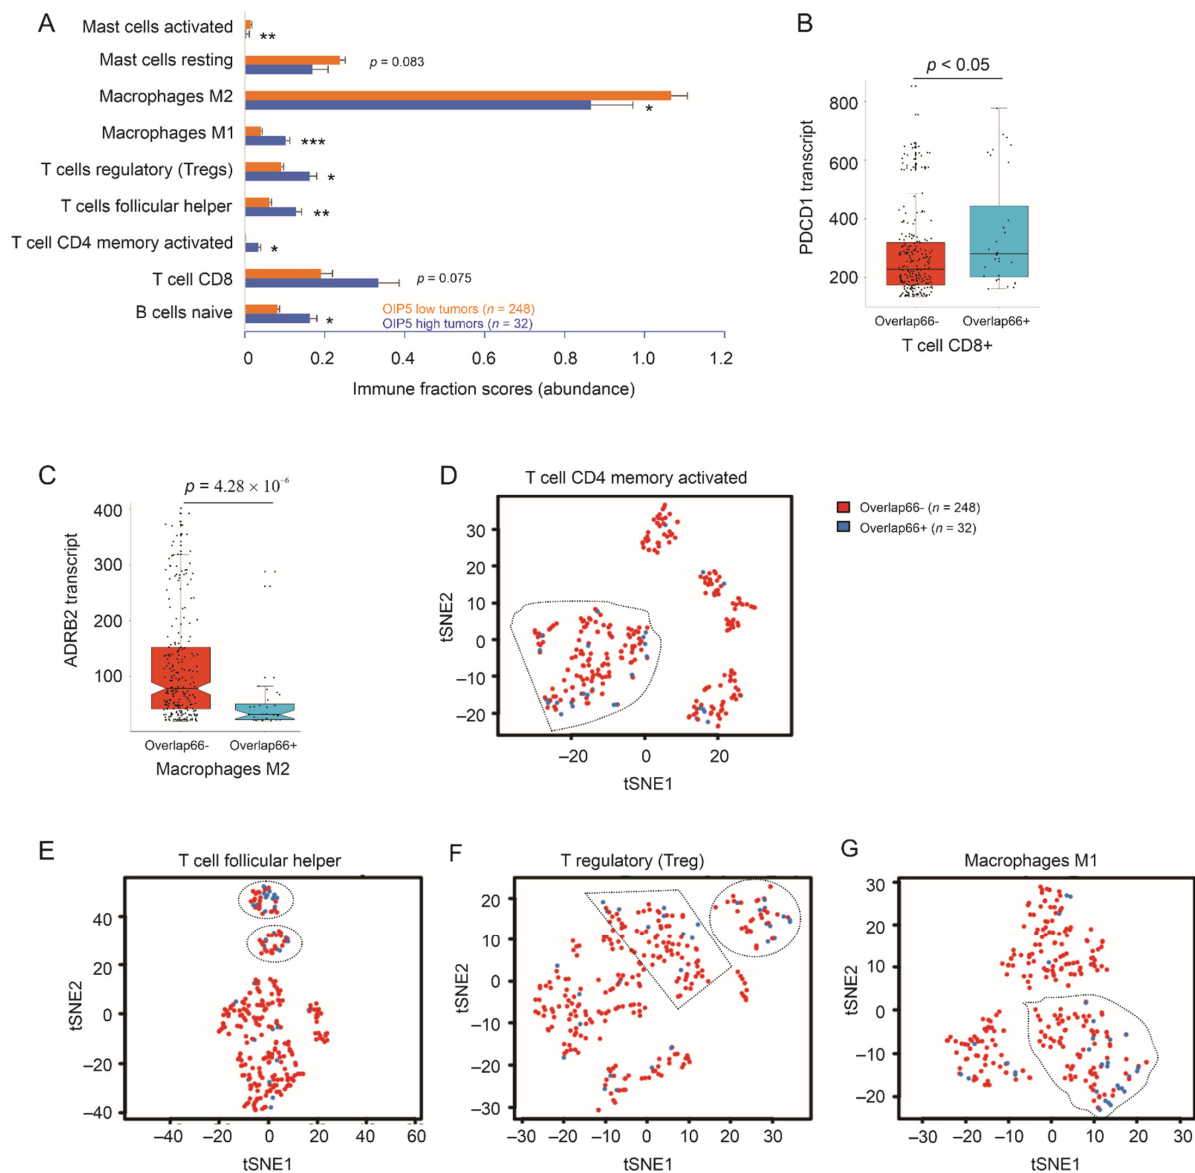 A
Mast cells activated
**
Mast cells resting
p = 0.083
Macrophages M2
*
Macrophages M1
***
T cells regulatory (Tregs)
*
T cells follicular helper
**
T cell CD4 memory activated
*
T cell CD8
p = 0.075
B cells naive
*
OIP5 low tumors (n = 248)
OIP5 high tumors (n = 32)
0 0.2 0.4 0.6 0.8 1.0 1.2
Immune fraction scores (abundance)
B
p < 0.05
PDCD1 transcript
800
600
400
200
Overlap66- Overlap66+
T cell CD8+
C
p = 4.28 × 10⁻⁶
ADRB2 transcript
400
300
200
100
Overlap66- Overlap66+
Macrophages M2
D
T cell CD4 memory activated
tSNE2
30
20
10
0
−10
−20
−20 0 20
tSNE1
Overlap66- (n = 248)
Overlap66+ (n = 32)
E
T cell follicular helper
tSNE2
40
20
0
−20
−40
−40 −20 0 20 40 60
tSNE1
F
T regulatory (Treg)
tSNE2
20
10
0
−10
−20
−30
−30 −20 −10 0 10 20 30
tSNE1
G
Macrophages M1
tSNE2
30
20
10
0
−10
−20
−30 −20 −10 0 10 20 30
tSNE1